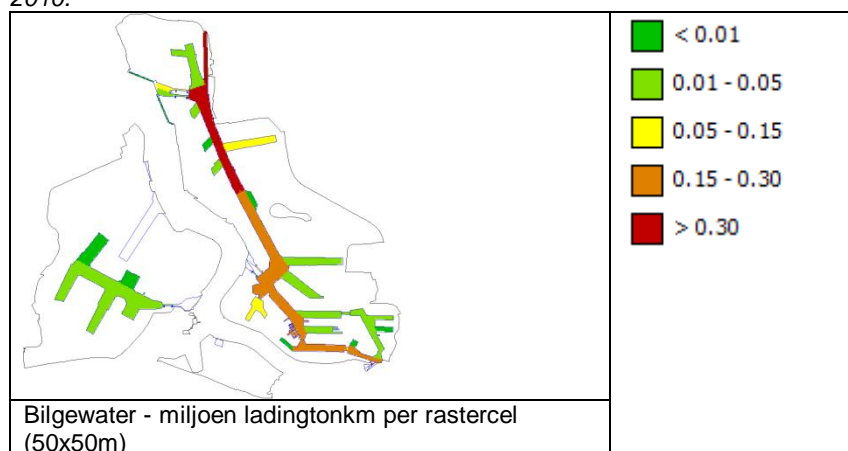 2010.
< 0.01
0.01 - 0.05
0.05 - 0.15
0.15 - 0.30
> 0.30
Bilgewater - miljoen ladingtonkm per rastercel
(50x50m)